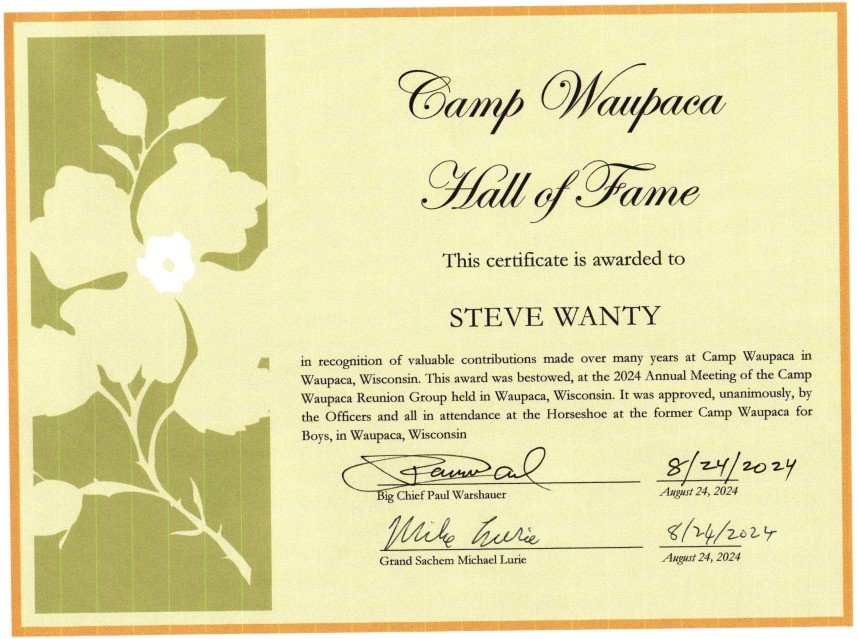 Camp Waupaca
Hall of Fame
This certificate is awarded to
STEVE WANTY
in recognition of valuable contributions made over many years at Camp Waupaca in
Waupaca, Wisconsin. This award was bestowed, at the 2024 Annual Meeting of the Camp
Waupaca Reunion Group held in Waupaca, Wisconsin. It was approved, unanimously, by
the Officers and all in attendance at the Horseshoe at the former Camp Waupaca for
Boys, in Waupaca, Wisconsin
8/24/2024
Big Chief Paul Warshauer August 24, 2024
Mike Lurie 8/24/2024
Grand Sachem Michael Lurie August 24, 2024